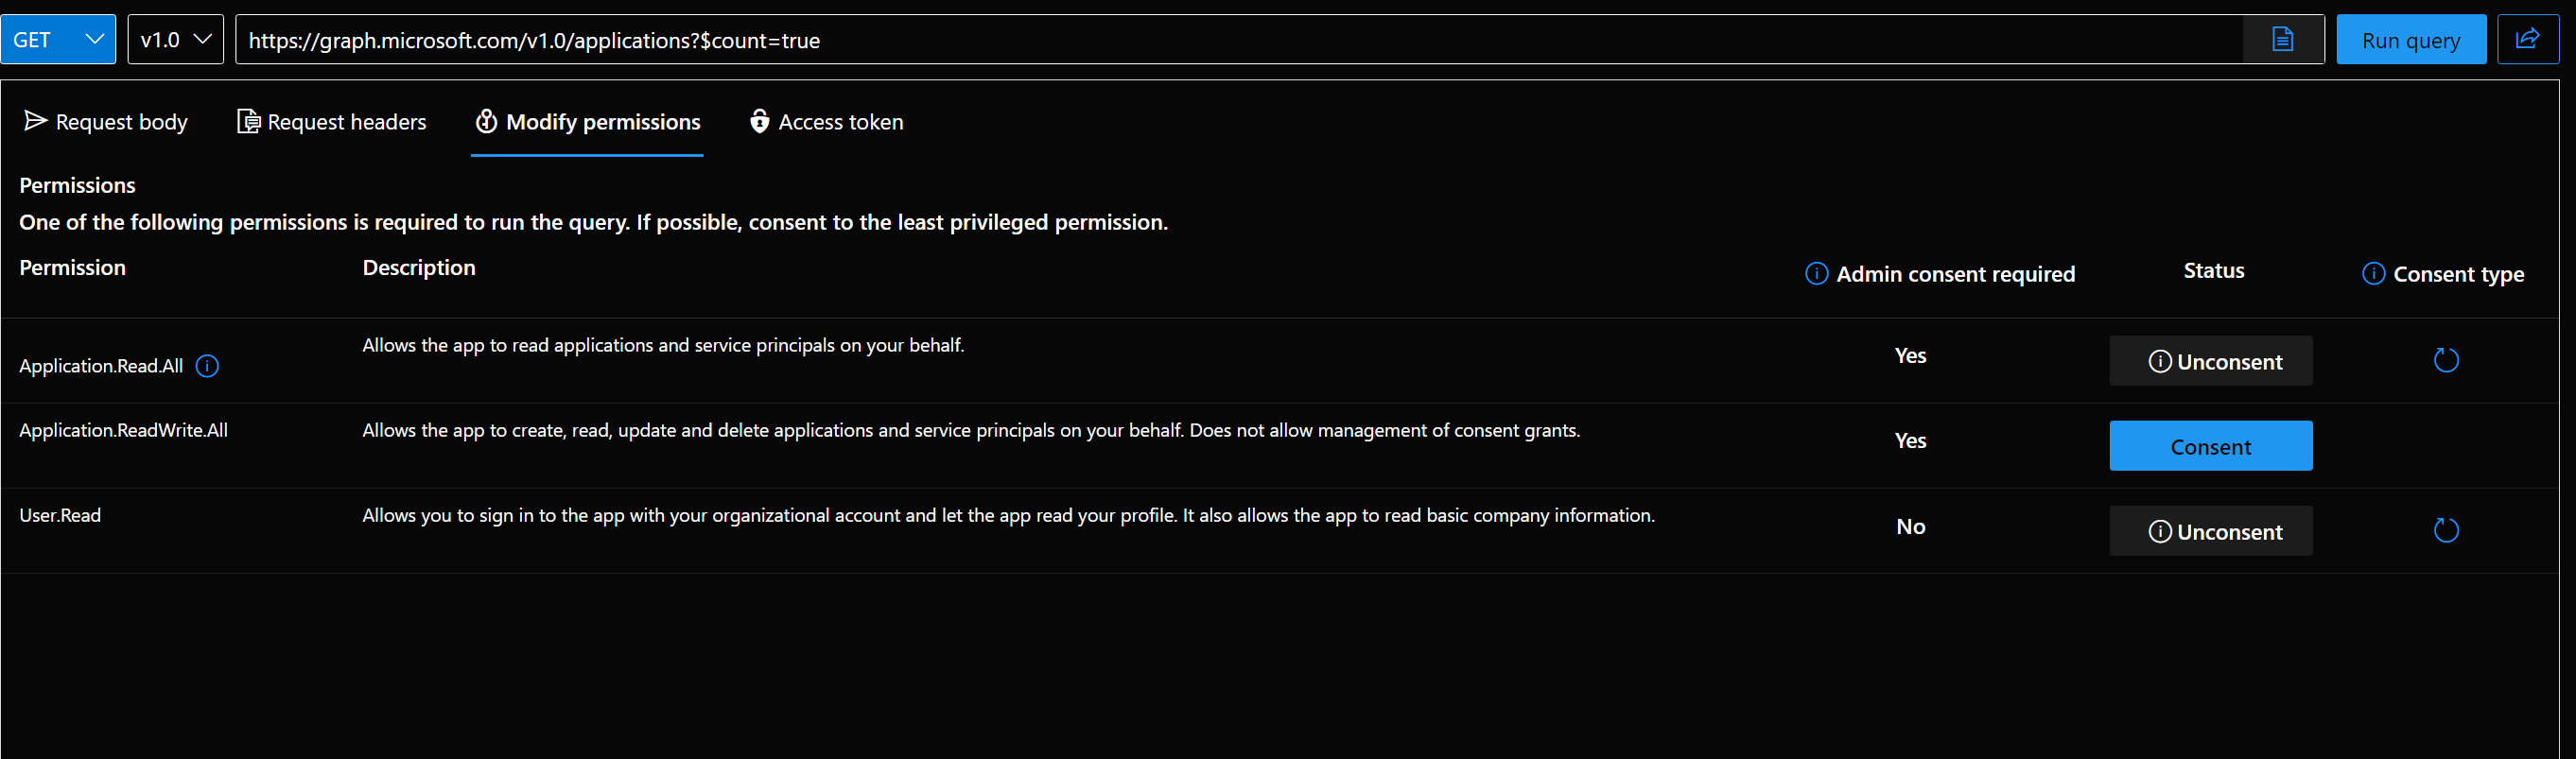 GET v1.0 https://graph.microsoft.com/v1.0/applications?$count=true Run query
Request body Request headers Modify permissions Access token
Permissions
One of the following permissions is required to run the query. If possible, consent to the least privileged permission.
Permission Description Admin consent required Status Consent type
Application.Read.All Allows the app to read applications and service principals on your behalf. Yes Unconsent
Application.ReadWrite.All Allows the app to create, read, update and delete applications and service principals on your behalf. Does not allow management of consent grants. Yes Consent
User.Read Allows you to sign in to the app with your organizational account and let the app read your profile. It also allows the app to read basic company information. No Unconsent